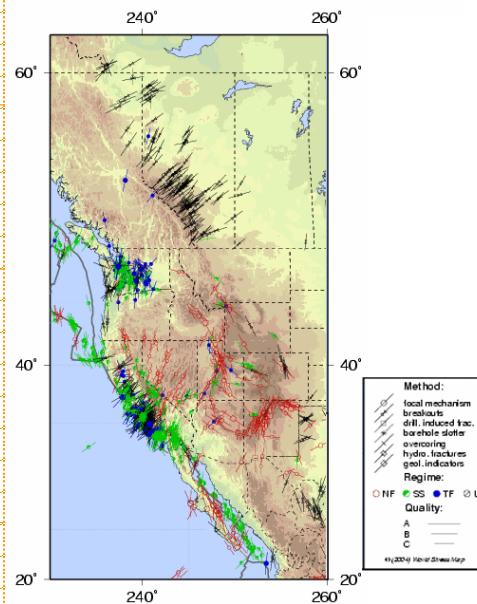 240° 260°
60° 60°
40° 40°
20° 20°
240° 260°
Method:
focal mechanism
breakouts
drill. induced frac.
borehole slotter
overcoring
hydro. fractures
geol. indicators
Regime:
NF SS TF U
Quality:
A
B
C
(2004) World Stress Map